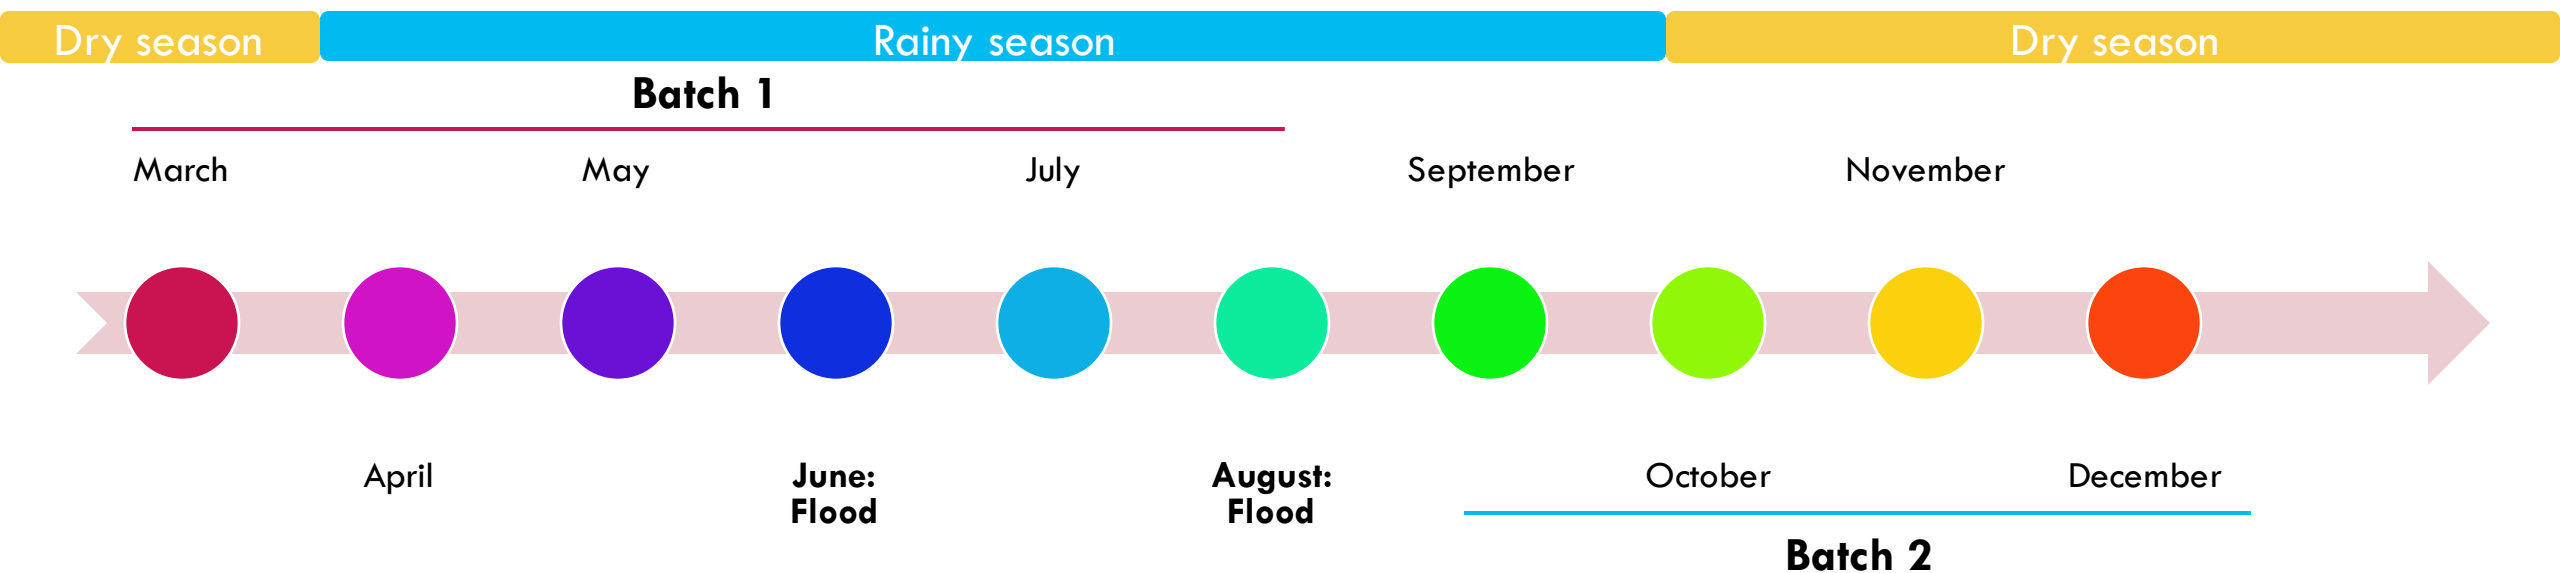 Dry season
Rainy season
Dry season
Batch 1
March
May
July
September
November
April
June:
Flood
August:
Flood
October
December
Batch 2